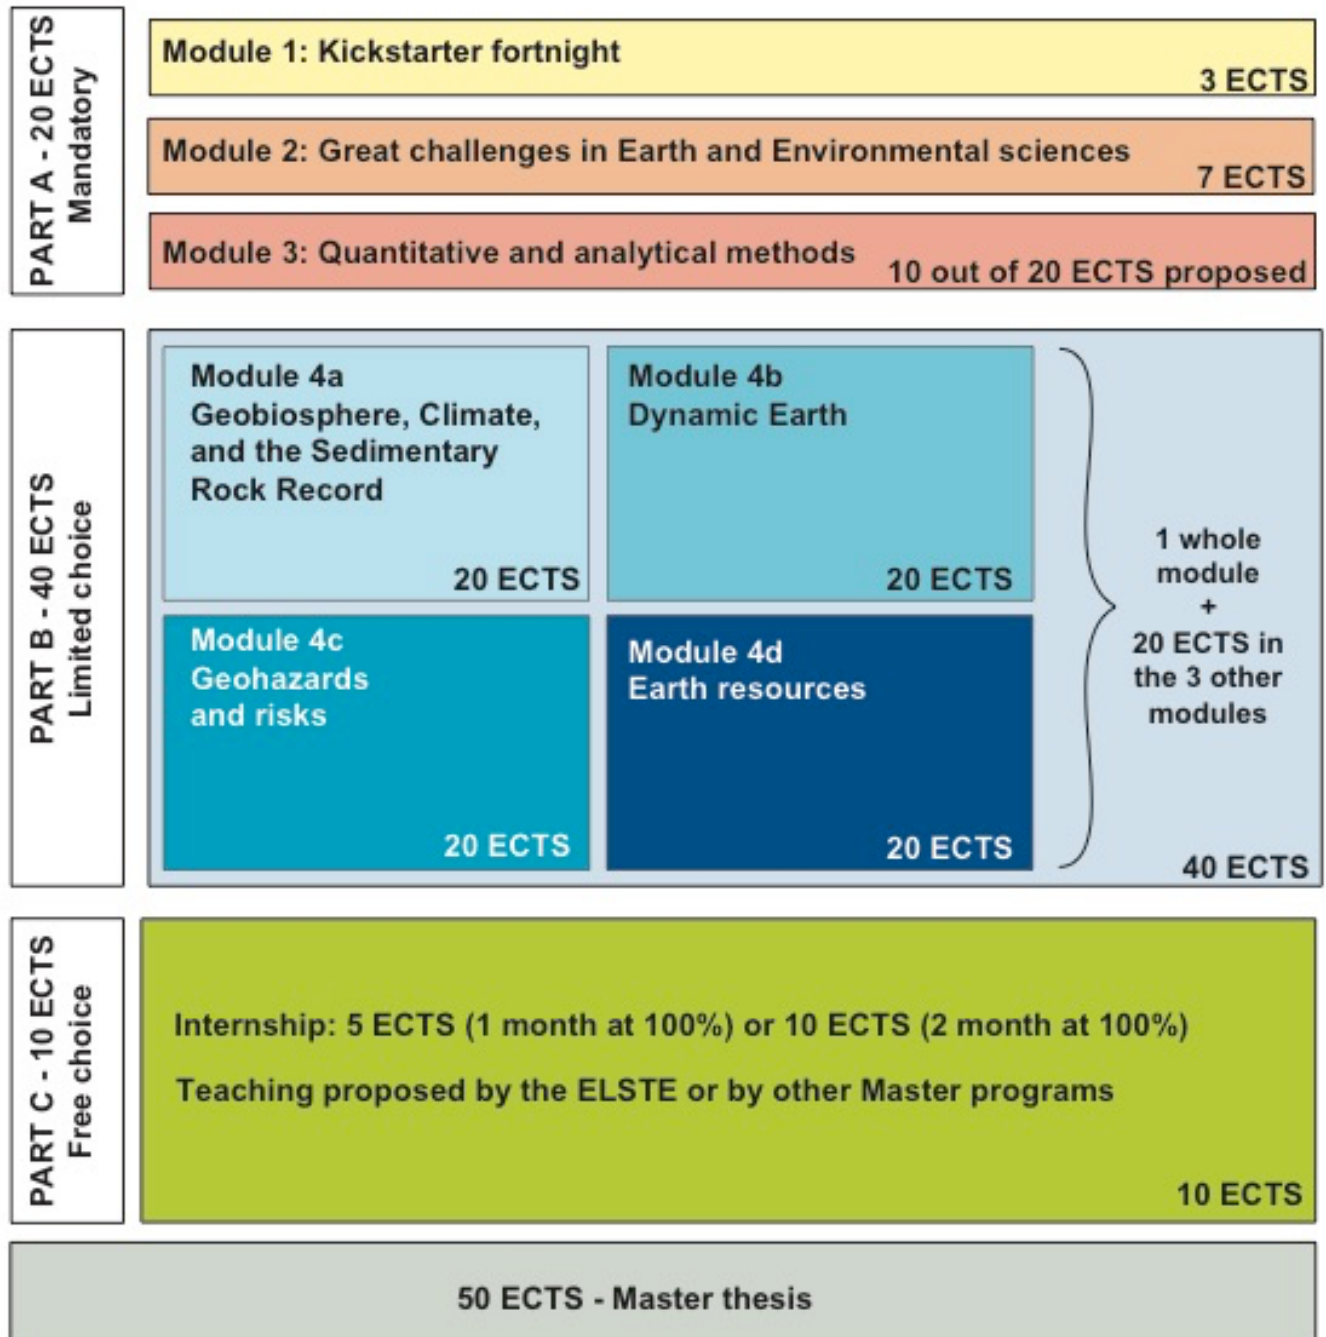 PART A - 20 ECTS
Mandatory
Module 1: Kickstarter fortnight
3 ECTS
Module 2: Great challenges in Earth and Environmental sciences
7 ECTS
Module 3: Quantitative and analytical methods
10 out of 20 ECTS proposed
PART B - 40 ECTS
Limited choice
Module 4a
Geobiosphere, Climate,
and the Sedimentary
Rock Record
20 ECTS
Module 4b
Dynamic Earth
20 ECTS
Module 4c
Geohazards
and risks
20 ECTS
Module 4d
Earth resources
20 ECTS
1 whole
module
+
20 ECTS in
the 3 other
modules
40 ECTS
PART C - 10 ECTS
Free choice
Internship: 5 ECTS (1 month at 100%) or 10 ECTS (2 month at 100%)
Teaching proposed by the ELSTE or by other Master programs
10 ECTS
50 ECTS - Master thesis